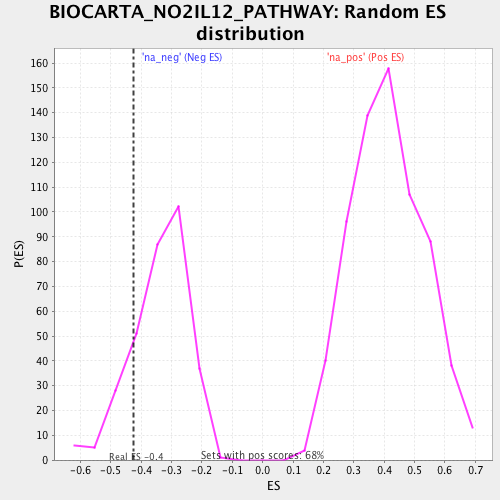 BIOCARTA_NO2IL12_PATHWAY: Random ES
distribution
'na_neg' (Neg ES)
'na_pos' (Pos ES)
160
150
140
130
120
110
100
90
80
70
60
50
40
30
20
10
0
P(ES)
Real ES -0.4
Sets with pos scores: 68%
-0.6 -0.5 -0.4 -0.3 -0.2 -0.1 0.0 0.1 0.2 0.3 0.4 0.5 0.6 0.7
ES